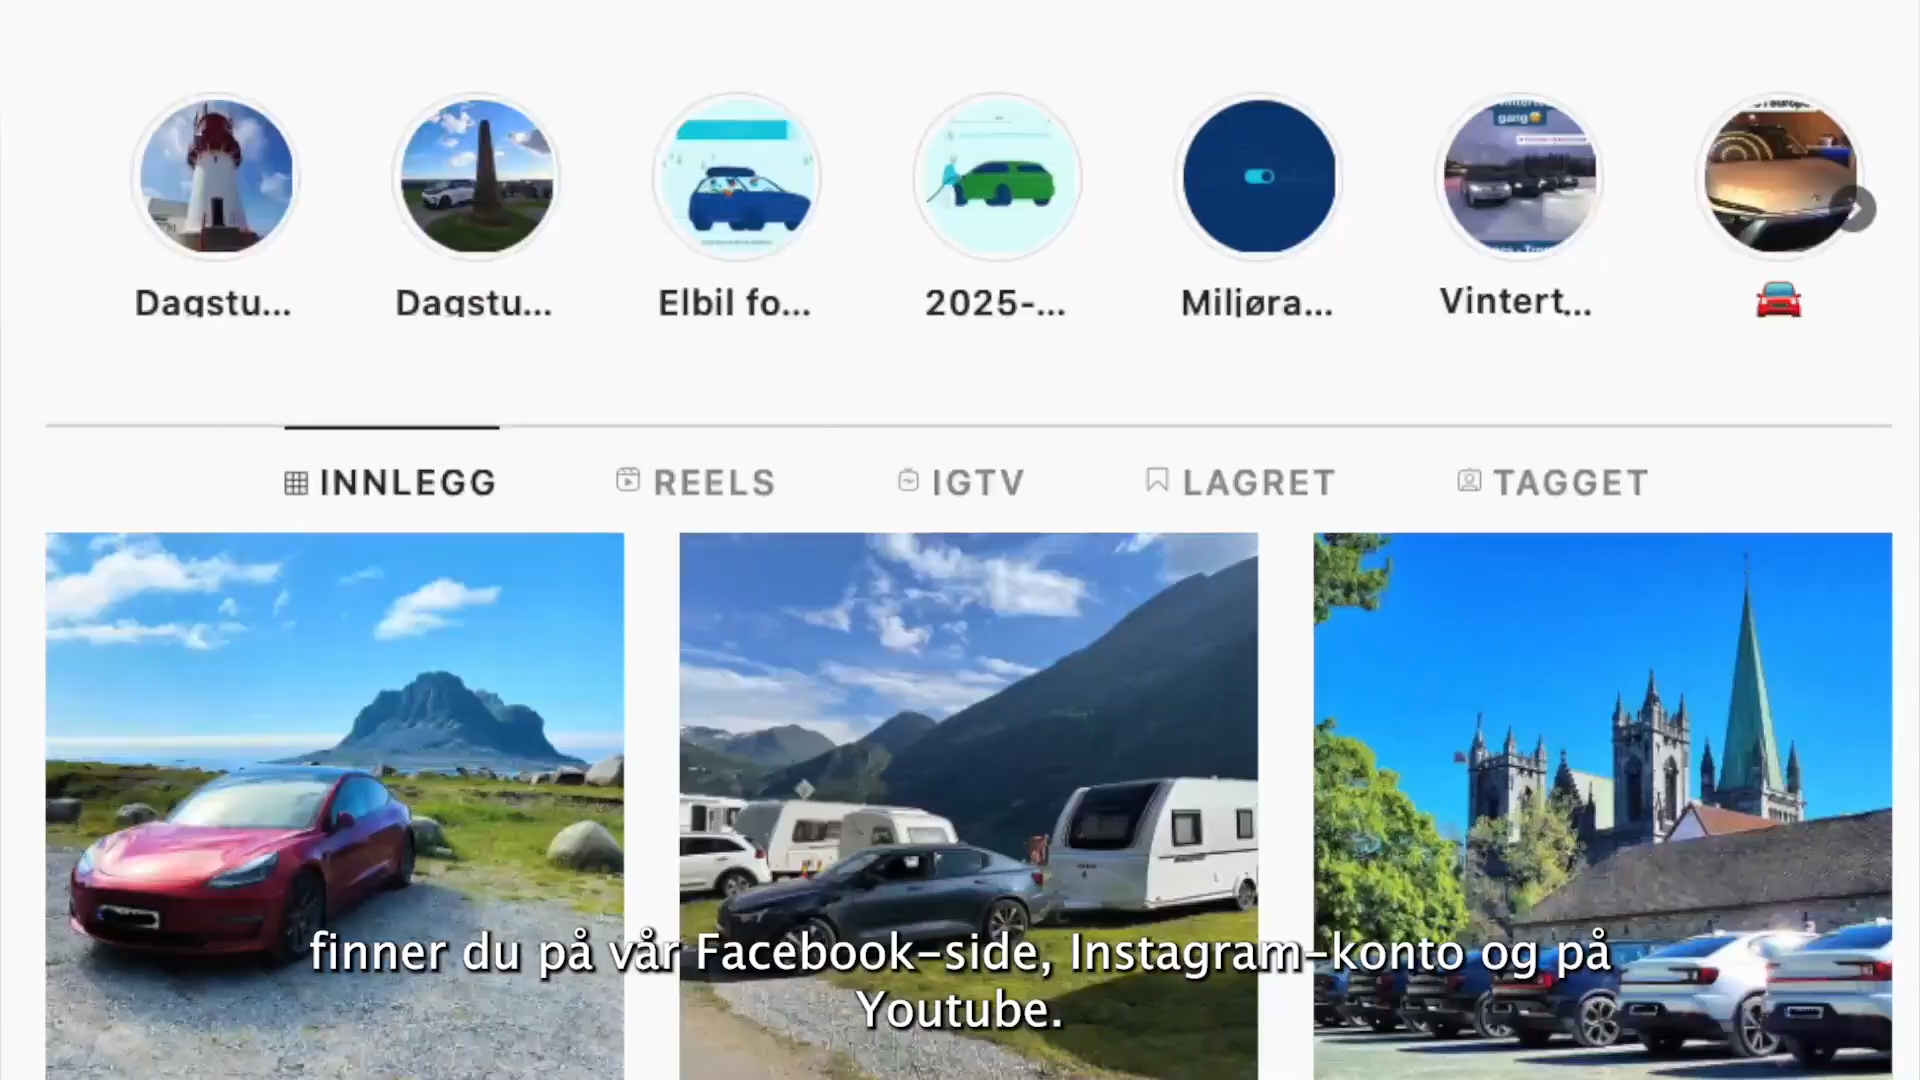 gang
Dagstu...
Dagstu...
Elbil fo...
2025-...
Miljøra...
Vintert...
INNLEGG
REELS
IGTV
LAGRET
TAGGET
finner du på vår Facebook-side, Instagram-konto og på
Youtube.